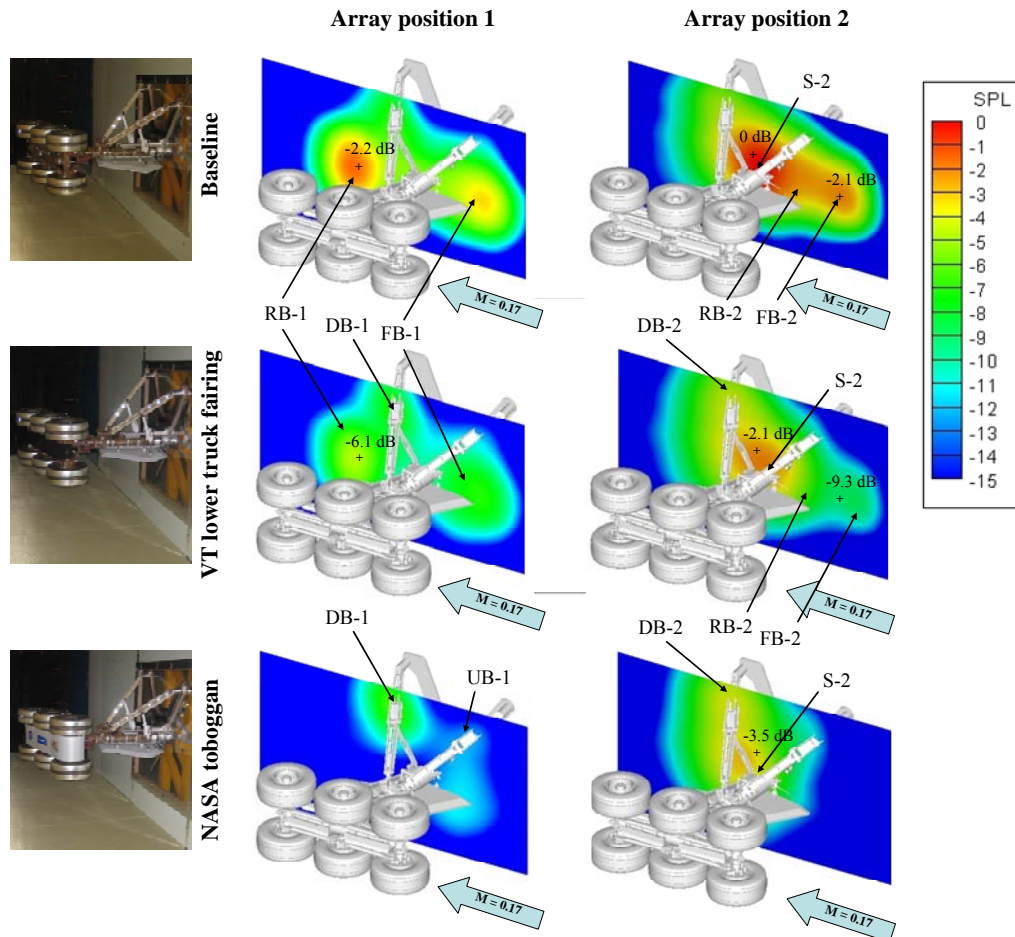 Array position 1
Array position 2
Baseline
-2.2 dB
S-2
0 dB
-2.1 dB
SPL
0
-1
-2
-3
-4
-5
-6
-7
-8
-9
-10
-11
-12
-13
-14
-15
M = 0.17
M = 0.17
RB-1
DB-1
FB-1
DB-2
RB-2
FB-2
VT lower truck fairing
-6.1 dB
S-2
-2.1 dB
-9.3 dB
M = 0.17
M = 0.17
DB-1
UB-1
DB-2
RB-2
FB-2
S-2
NASA toboggan
-3.5 dB
M = 0.17
M = 0.17